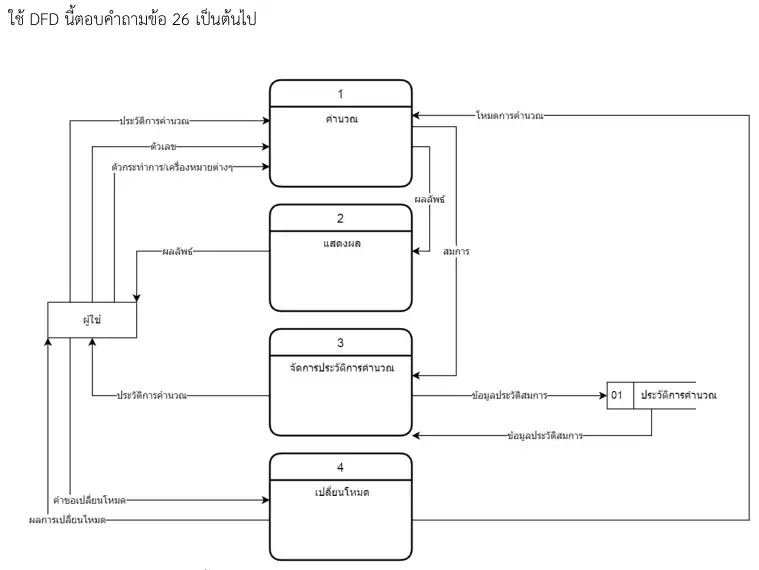 ใช้ DFD นี้ตอบคำถามข้อ 26 เป็นต้นไป
1
ประวัติการคำนวณ
คำนวณ
โหมดการคำนวณ
ตัวเลข
ตัวกระทำการ/เครื่องหมายต่างๆ
ผลลัพธ์
2
แสดงผล
ผลลัพธ์
สมการ
ผู้ใช้
3
จัดการประวัติการคำนวณ
ประวัติการคำนวณ
ข้อมูลประวัติสมการ
01
ประวัติการคำนวณ
ข้อมูลประวัติสมการ
4
เปลี่ยนโหมด
คำขอเปลี่ยนโหมด
ผลการเปลี่ยนโหมด